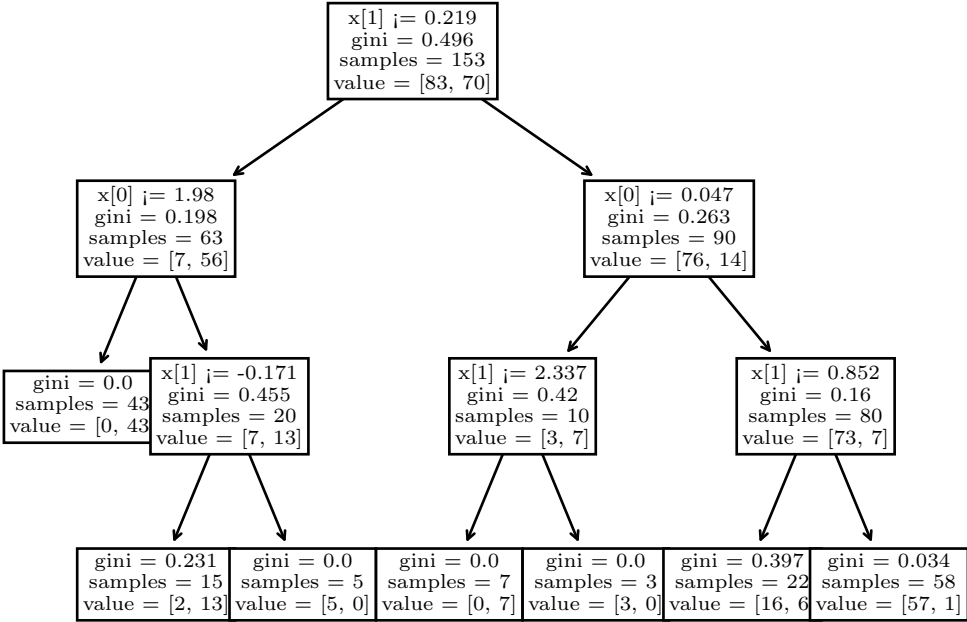 x[1] ¡= 0.219
gini = 0.496
samples = 153
value = [83, 70]
x[0] ¡= 1.98
gini = 0.198
samples = 63
value = [7, 56]
x[0] ¡= 0.047
gini = 0.263
samples = 90
value = [76, 14]
gini = 0.0
samples = 43
value = [0, 43
x[1] ¡= -0.171
gini = 0.455
samples = 20
value = [7, 13]
x[1] ¡= 2.337
gini = 0.42
samples = 10
value = [3, 7]
x[1] ¡= 0.852
gini = 0.16
samples = 80
value = [73, 7]
gini = 0.231
samples = 15
value = [2, 13]
gini = 0.0
samples = 5
value = [5, 0]
gini = 0.0
samples = 7
value = [0, 7]
gini = 0.0
samples = 3
value = [3, 0]
gini = 0.397
samples = 22
value = [16, 6
gini = 0.034
samples = 58
value = [57, 1]